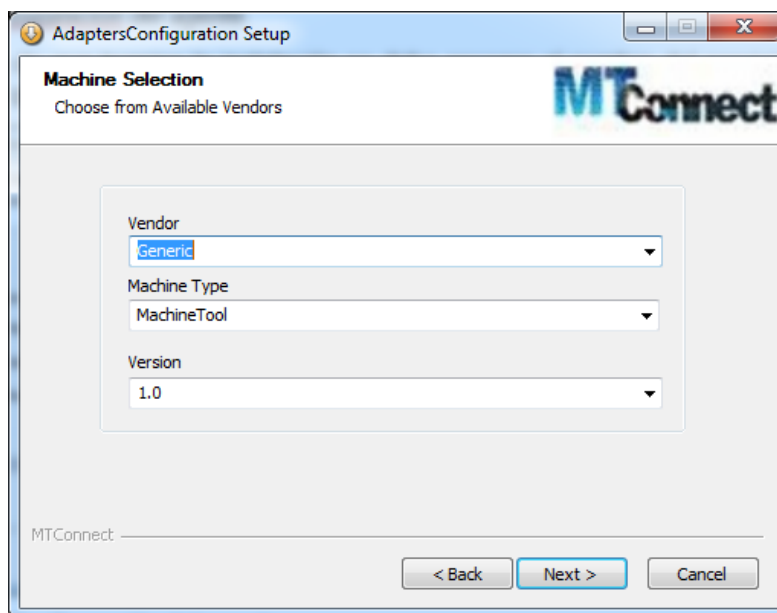 AdaptersConfiguration Setup
Machine Selection
Choose from Available Vendors
MTConnect
Vendor
Generic
Machine Type
MachineTool
Version
1.0
MTConnect
< Back
Next >
Cancel